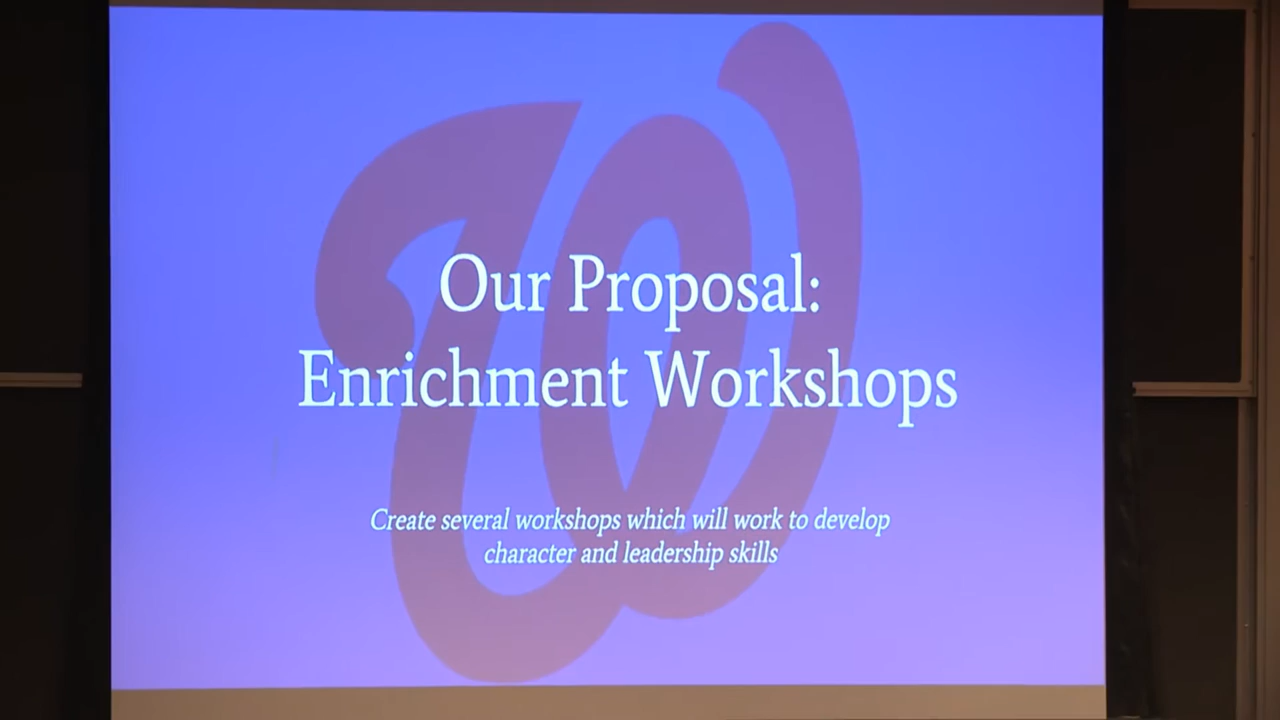 Our Proposal:
Enrichment Workshops
Create several workshops which will work to develop
character and leadership skills